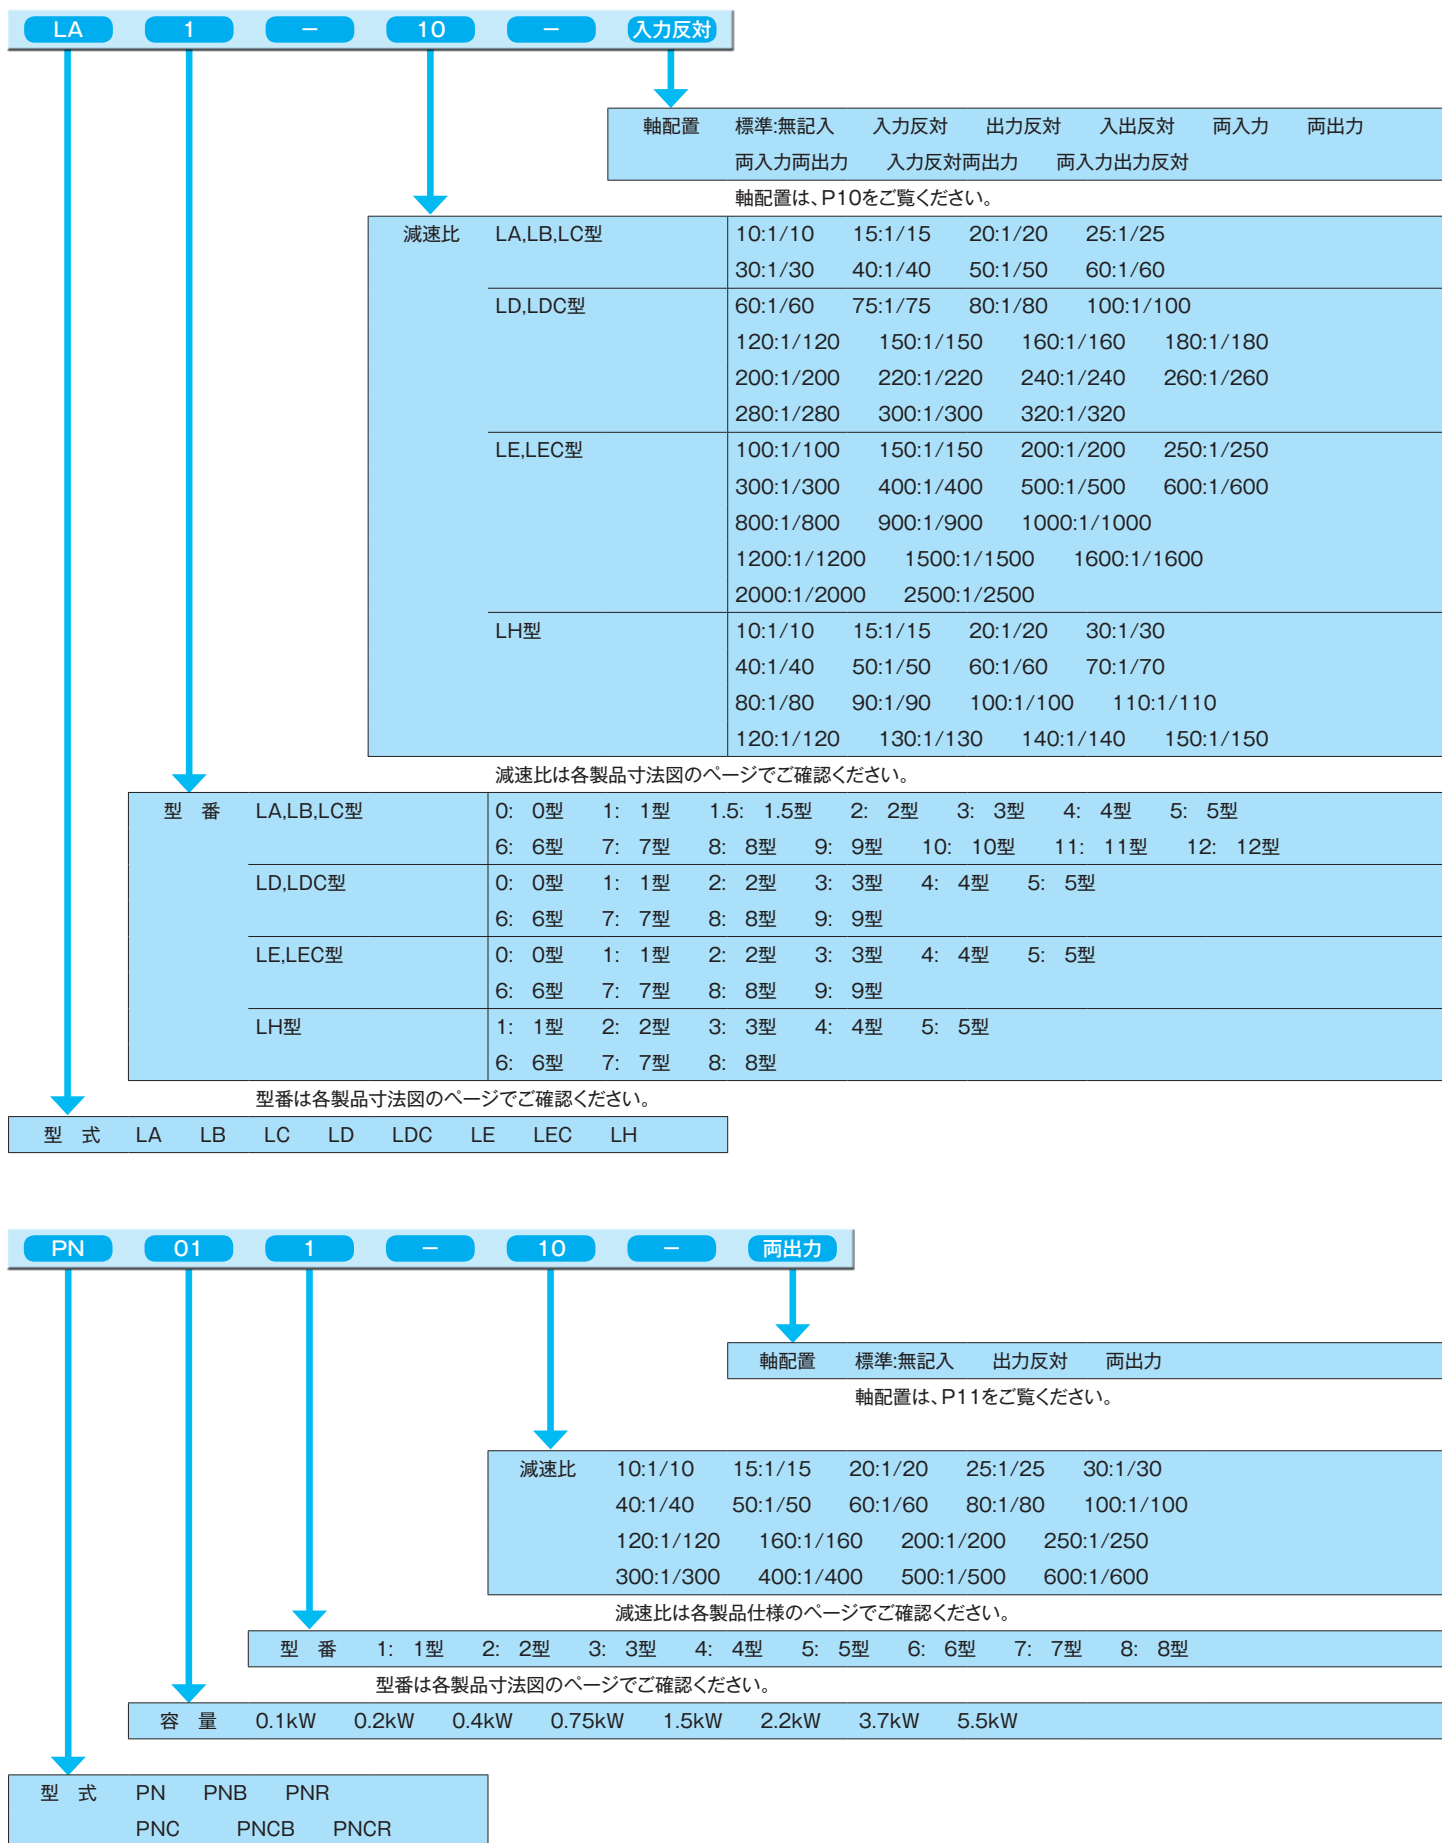 LA 1 － 10 － 入力反対
軸配置 標準:無記入 入力反対 出力反対 入出反対 両入力 両出力
両入力両出力 入力反対両出力 両入力出力反対
軸配置は、P10をご覧ください。
減速比 LA,LB,LC型 10:1/10 15:1/15 20:1/20 25:1/25
30:1/30 40:1/40 50:1/50 60:1/60
LD,LDC型 60:1/60 75:1/75 80:1/80 100:1/100
120:1/120 150:1/150 160:1/160 180:1/180
200:1/200 220:1/220 240:1/240 260:1/260
280:1/280 300:1/300 320:1/320
LE,LEC型 100:1/100 150:1/150 200:1/200 250:1/250
300:1/300 400:1/400 500:1/500 600:1/600
800:1/800 900:1/900 1000:1/1000
1200:1/1200 1500:1/1500 1600:1/1600
2000:1/2000 2500:1/2500
LH型 10:1/10 15:1/15 20:1/20 30:1/30
40:1/40 50:1/50 60:1/60 70:1/70
80:1/80 90:1/90 100:1/100 110:1/110
120:1/120 130:1/130 140:1/140 150:1/150
減速比は各製品寸法図のページでご確認ください。
型 番 LA,LB,LC型 0: 0型 1: 1型 1.5: 1.5型 2: 2型 3: 3型 4: 4型 5: 5型
6: 6型 7: 7型 8: 8型 9: 9型 10: 10型 11: 11型 12: 12型
LD,LDC型 0: 0型 1: 1型 2: 2型 3: 3型 4: 4型 5: 5型
6: 6型 7: 7型 8: 8型 9: 9型
LE,LEC型 0: 0型 1: 1型 2: 2型 3: 3型 4: 4型 5: 5型
6: 6型 7: 7型 8: 8型 9: 9型
LH型 1: 1型 2: 2型 3: 3型 4: 4型 5: 5型
6: 6型 7: 7型 8: 8型
型番は各製品寸法図のページでご確認ください。
型 式 LA LB LC LD LDC LE LEC LH
PN 01 1 － 10 － 両出力
軸配置 標準:無記入 出力反対 両出力
軸配置は、P11をご覧ください。
減速比 10:1/10 15:1/15 20:1/20 25:1/25 30:1/30
40:1/40 50:1/50 60:1/60 80:1/80 100:1/100
120:1/120 160:1/160 200:1/200 250:1/250
300:1/300 400:1/400 500:1/500 600:1/600
減速比は各製品仕様のページでご確認ください。
型 番 1: 1型 2: 2型 3: 3型 4: 4型 5: 5型 6: 6型 7: 7型 8: 8型
型番は各製品寸法図のページでご確認ください。
容 量 0.1kW 0.2kW 0.4kW 0.75kW 1.5kW 2.2kW 3.7kW 5.5kW
型 式 PN PNB PNR
PNC PNCB PNCR